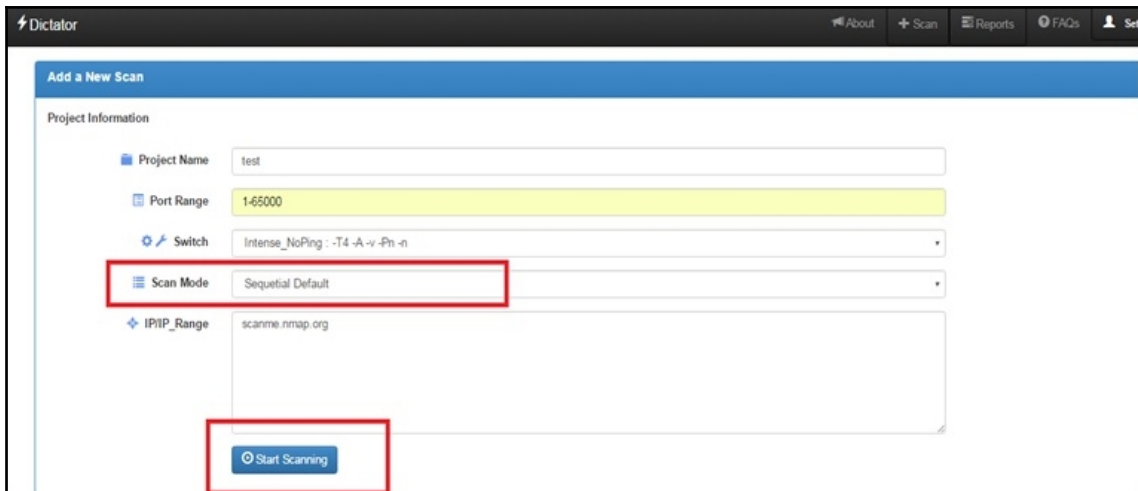 Dictator About Scan Reports FAQs Set
Add a New Scan
Project Information
Project Name test
Port Range 1-65000
Switch Intense_NoPing : -T4 -A -v -Pn -n
Scan Mode Sequetial Default
IP/IP_Range scanme.nmap.org
Start Scanning